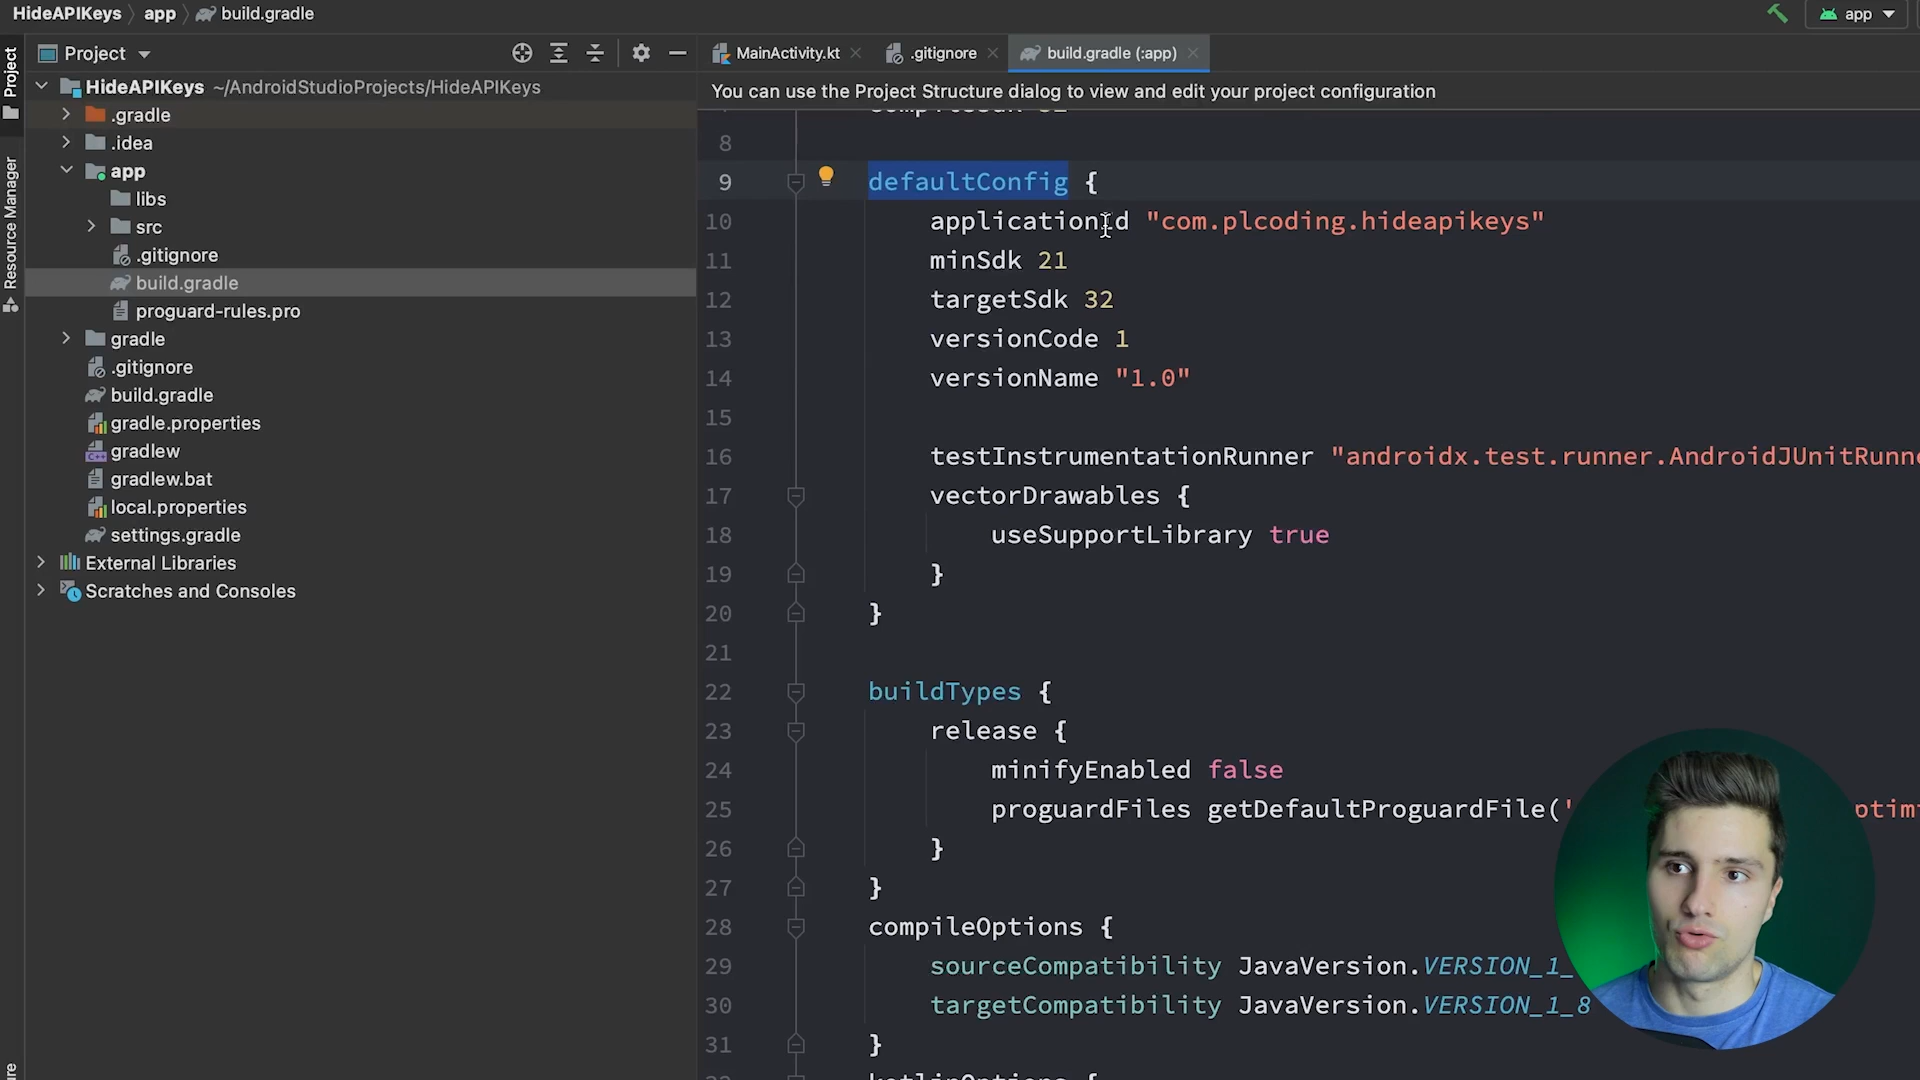 HideAPIKeys app build.gradle
app
Project
Resource Manager
Project
HideAPIKeys ~/AndroidStudioProjects/HideAPIKeys
.gradle
.idea
app
libs
src
.gitignore
build.gradle
proguard-rules.pro
gradle
.gitignore
build.gradle
gradle.properties
gradlew
gradlew.bat
local.properties
settings.gradle
External Libraries
Scratches and Consoles
MainActivity.kt .gitignore build.gradle (:app)
You can use the Project Structure dialog to view and edit your project configuration
8
9 defaultConfig {
10 applicationId "com.plcoding.hideapikeys"
11 minSdk 21
12 targetSdk 32
13 versionCode 1
14 versionName "1.0"
15
16 testInstrumentationRunner "androidx.test.runner.AndroidJUnitRunne
17 vectorDrawables {
18 useSupportLibrary true
19 }
20 }
21
22 buildTypes {
23 release {
24 minifyEnabled false
25 proguardFiles getDefaultProguardFile(' optim
26 }
27 }
28 compileOptions {
29 sourceCompatibility JavaVersion.VERSION_1_
30 targetCompatibility JavaVersion.VERSION_1_8
31 }